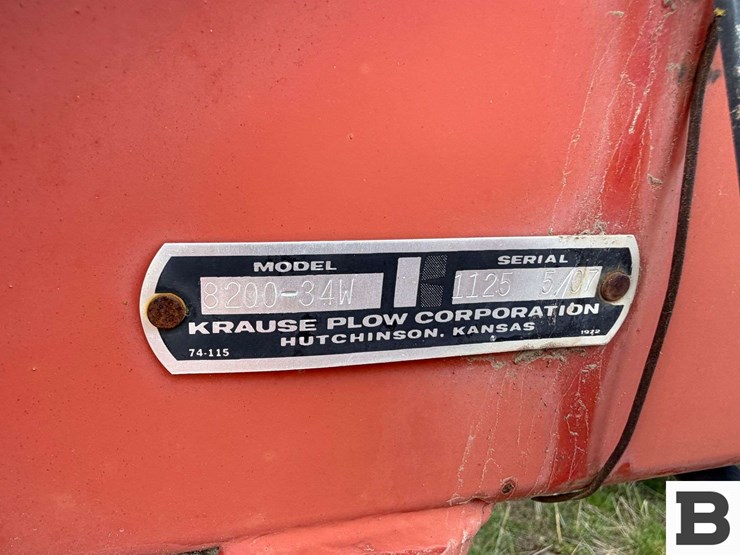 MODEL SERIAL
8200-34W 1125 5/07
KRAUSE PLOW CORPORATION
HUTCHINSON, KANSAS
74-115 1972
B